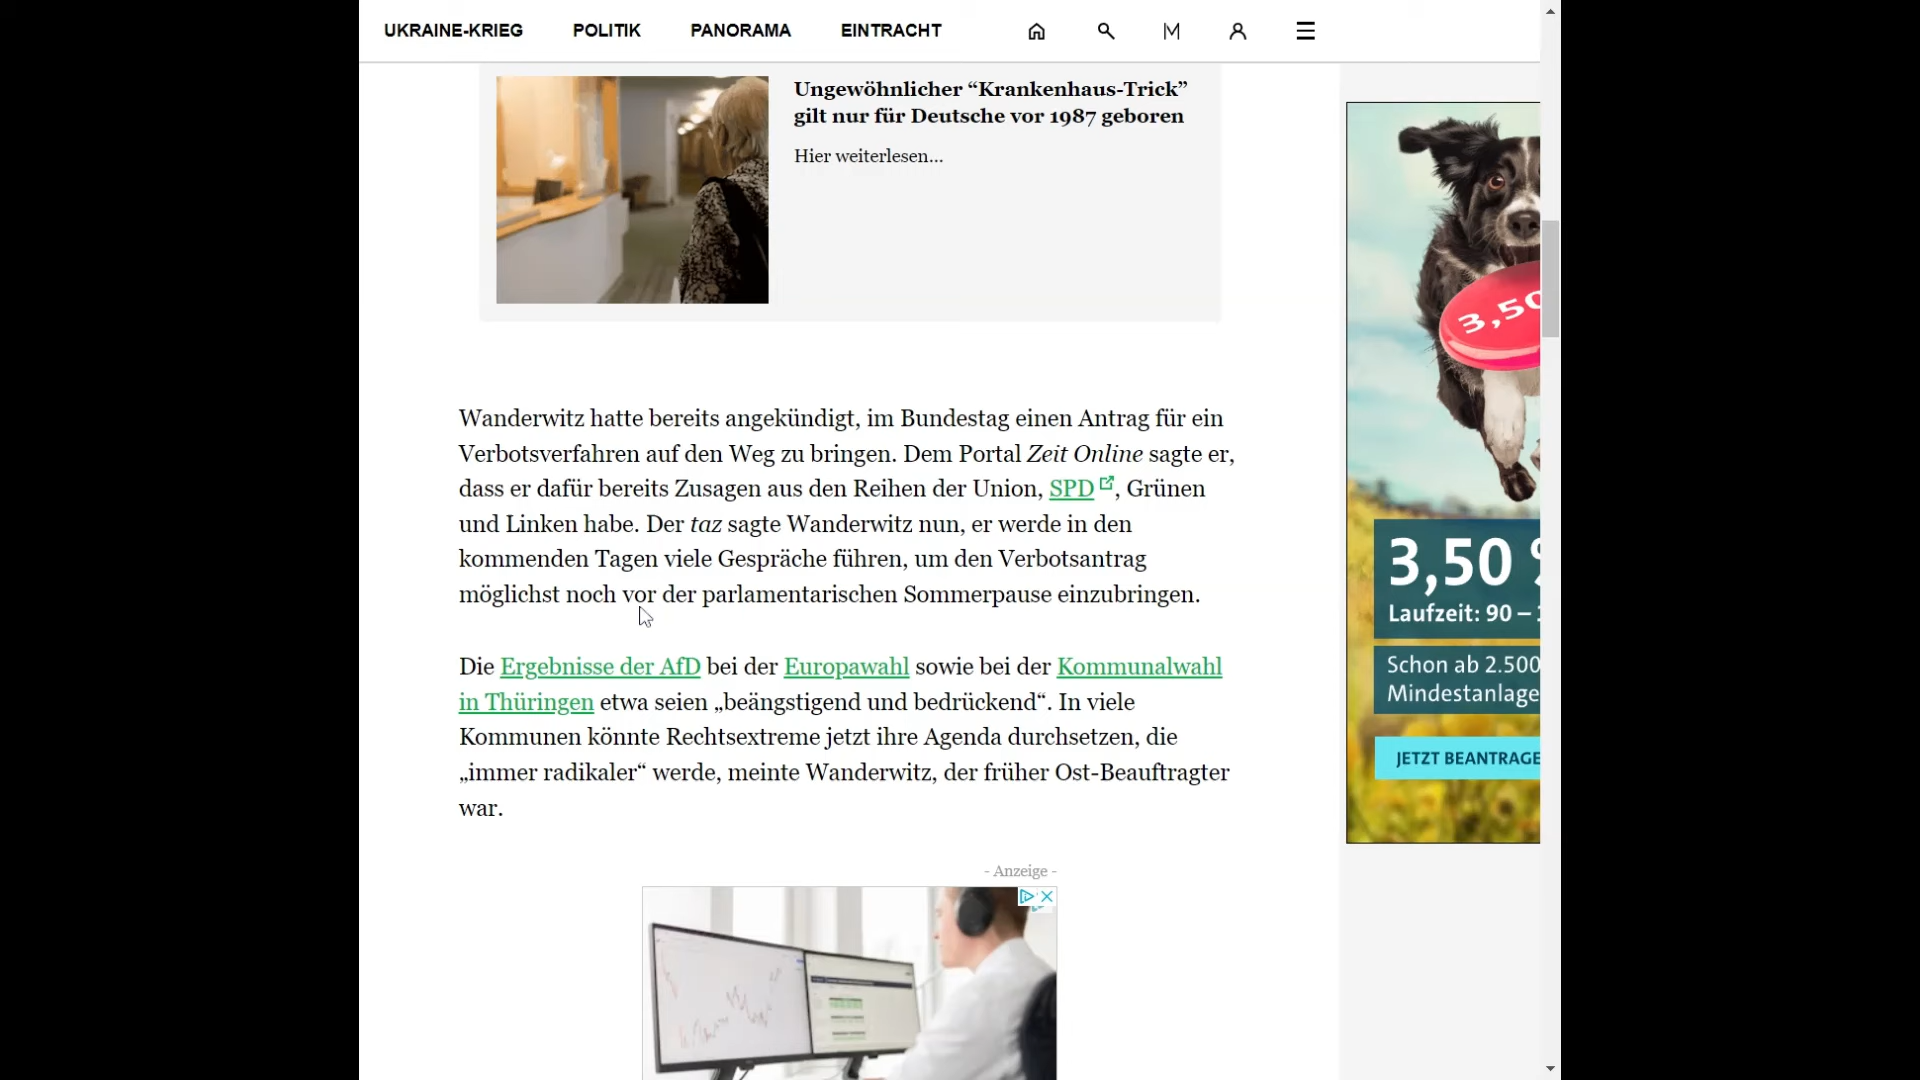 UKRAINE-KRIEG POLITIK PANORAMA EINTRACHT
Ungewöhnlicher “Krankenhaus-Trick”
gilt nur für Deutsche vor 1987 geboren
Hier weiterlesen...
Wanderwitz hatte bereits angekündigt, im Bundestag einen Antrag für ein
Verbotsverfahren auf den Weg zu bringen. Dem Portal Zeit Online sagte er,
dass er dafür bereits Zusagen aus den Reihen der Union, SPD, Grünen
und Linken habe. Der taz sagte Wanderwitz nun, er werde in den
kommenden Tagen viele Gespräche führen, um den Verbotsantrag
möglichst noch vor der parlamentarischen Sommerpause einzubringen.
Die Ergebnisse der AfD bei der Europawahl sowie bei der Kommunalwahl
in Thüringen etwa seien „beängstigend und bedrückend“. In viele
Kommunen könnte Rechtsextreme jetzt ihre Agenda durchsetzen, die
„immer radikaler“ werde, meinte Wanderwitz, der früher Ost-Beauftragter
war.
- Anzeige -
3,50
3,50 %
Laufzeit: 90 –
Schon ab 2.500
Mindestanlage
JETZT BEANTRAGE